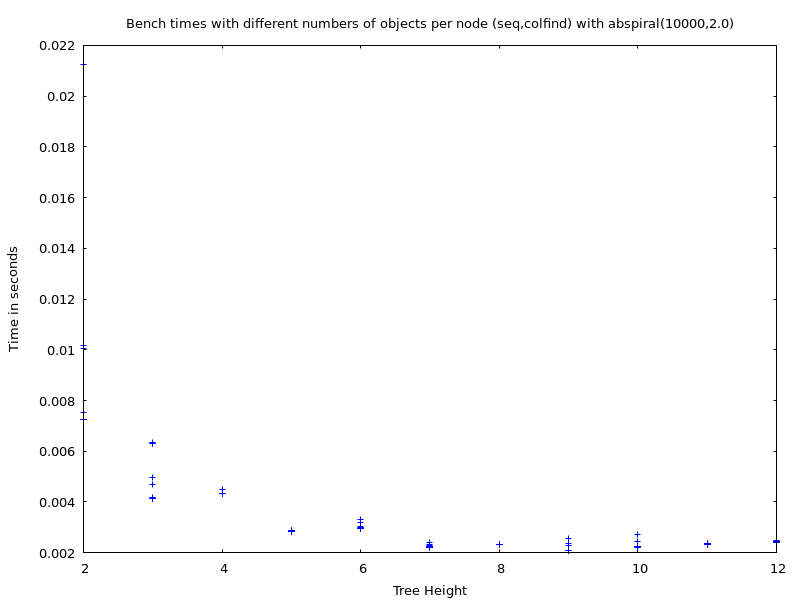 Bench times with different numbers of objects per node (seq,colfind) with abspiral(10000,2.0)
0.022
0.02
0.018
0.016
0.014
0.012
0.01
0.008
0.006
0.004
0.002
Time in seconds
2 4 6 8 10 12
Tree Height